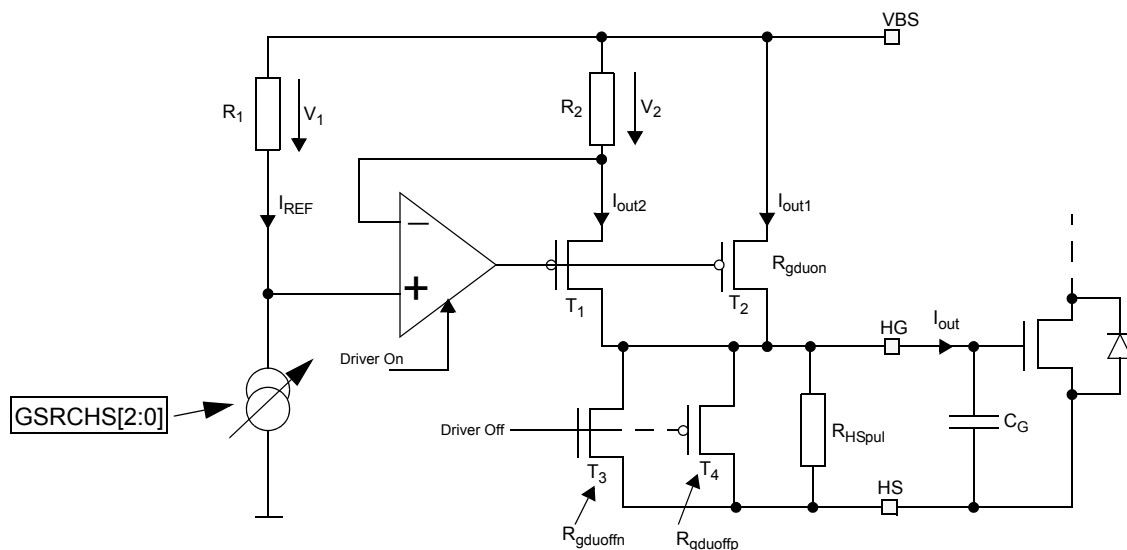 VBS
R1
V1
R2
V2
IREF
Iout2
Iout1
−
+
Rgduon
T1
T2
Driver On
HG
Iout
GSRCHS[2:0]
Driver Off
RHSpul
CG
T3
T4
HS
Rgduoffn
Rgduoffp